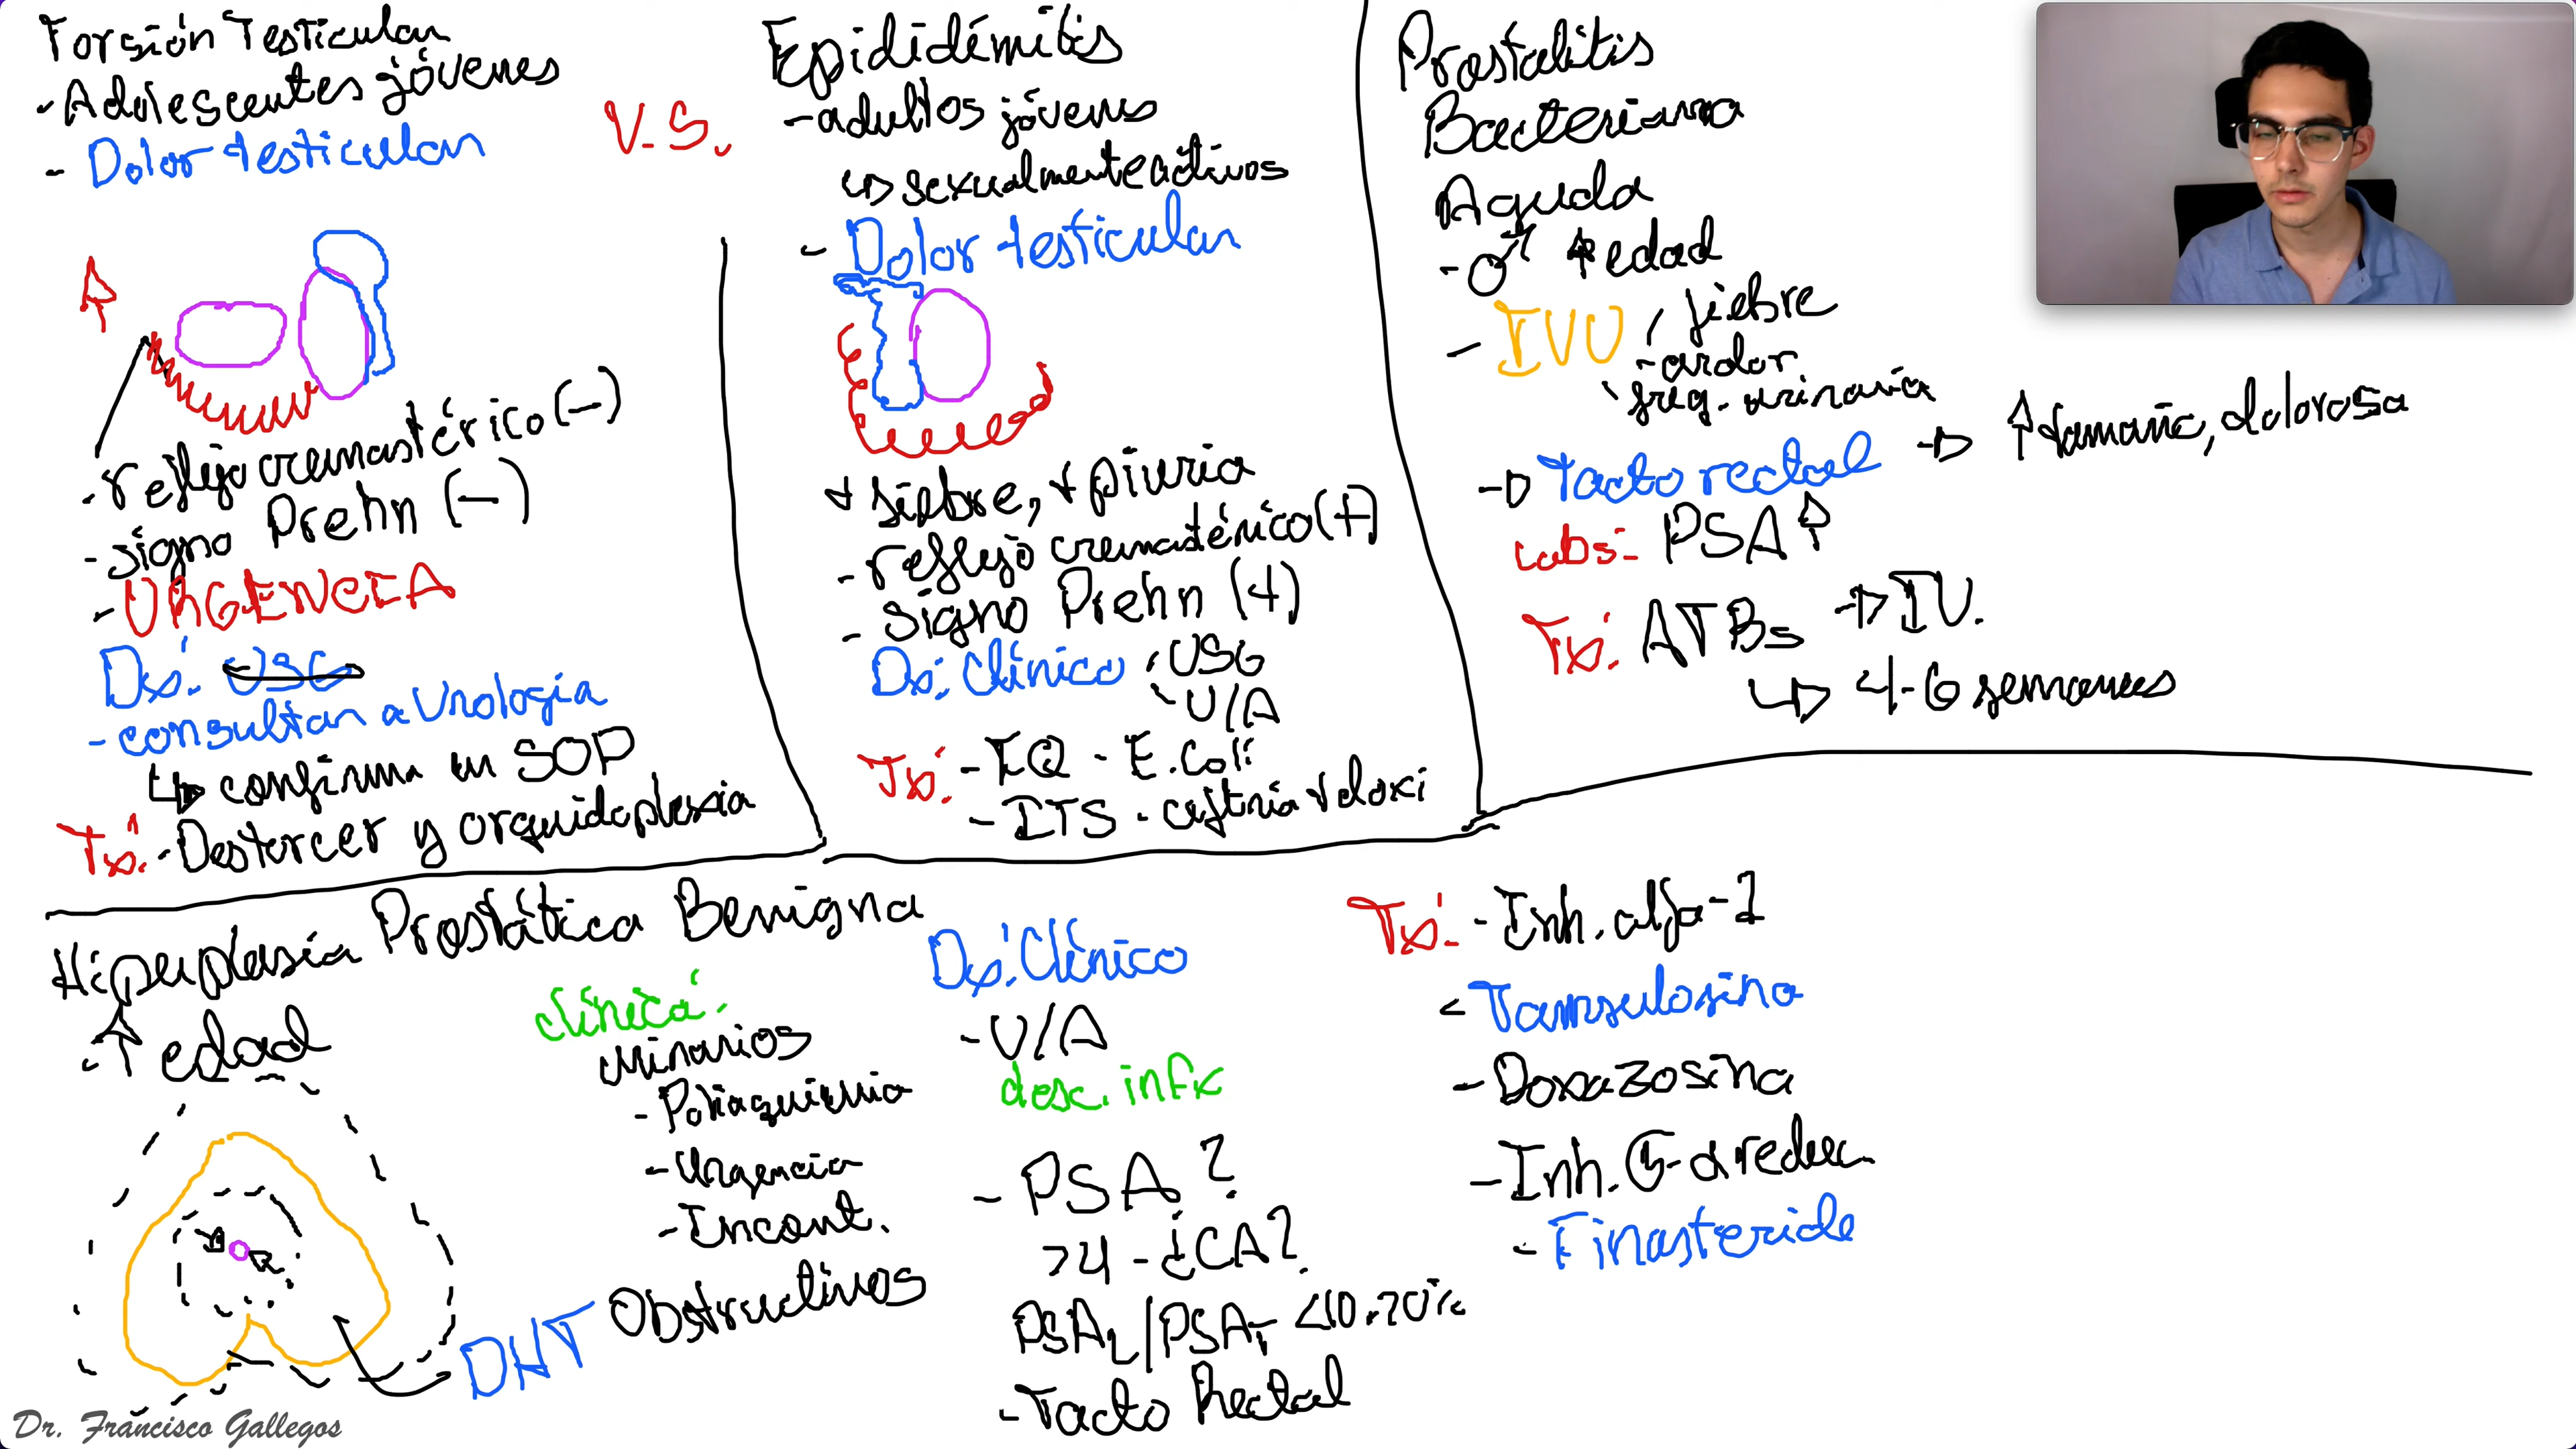 Torsión Testicular
- Adolescentes jóvenes
- Dolor testicular
- reflejo cremastérico (-)
- signo Prehn (-)
- URGENCIA
Dx: USG
- consultar a Urología
↳ confirma en SOP
Tx: - Destorcer y orquidoplexia
V.S.
Epididimitis
- adultos jóvenes
↳ sexualmente activos
- Dolor testicular
+ fiebre, + piuria
- reflejo cremastérico (+)
- signo Prehn (+)
Dx: Clínico - USG
- U/A
Tx: - IQ - E. Coli
- ITS - ceftria + doxi
Prostatitis
Bacteriana
Aguda
- ♂ ↑ edad
- IVU - fiebre
- ardor
- freq. urinaria
→ Tacto rectal → ↑ tamaño, dolorosa
Labs: PSA ↑
Tx: ATBs → IV.
↳ 4-6 semanas
Hiperplasia Prostática Benigna
- ↑ edad
DHT
clínica:
urinarios
- Poliaquiuria
- Urgencia
- Incont.
Obstructivos
Dx: Clínico
- U/A
desc. infx
- PSA?
>4 - ¿CA?
PSAL/PSAT <10-20%
- Tacto Rectal
Tx: - Inh. alfa-1
- Tamsulosina
- Doxazosina
- Inh. 5-α reduc.
- Finasteride
Dr. Francisco Gallegos